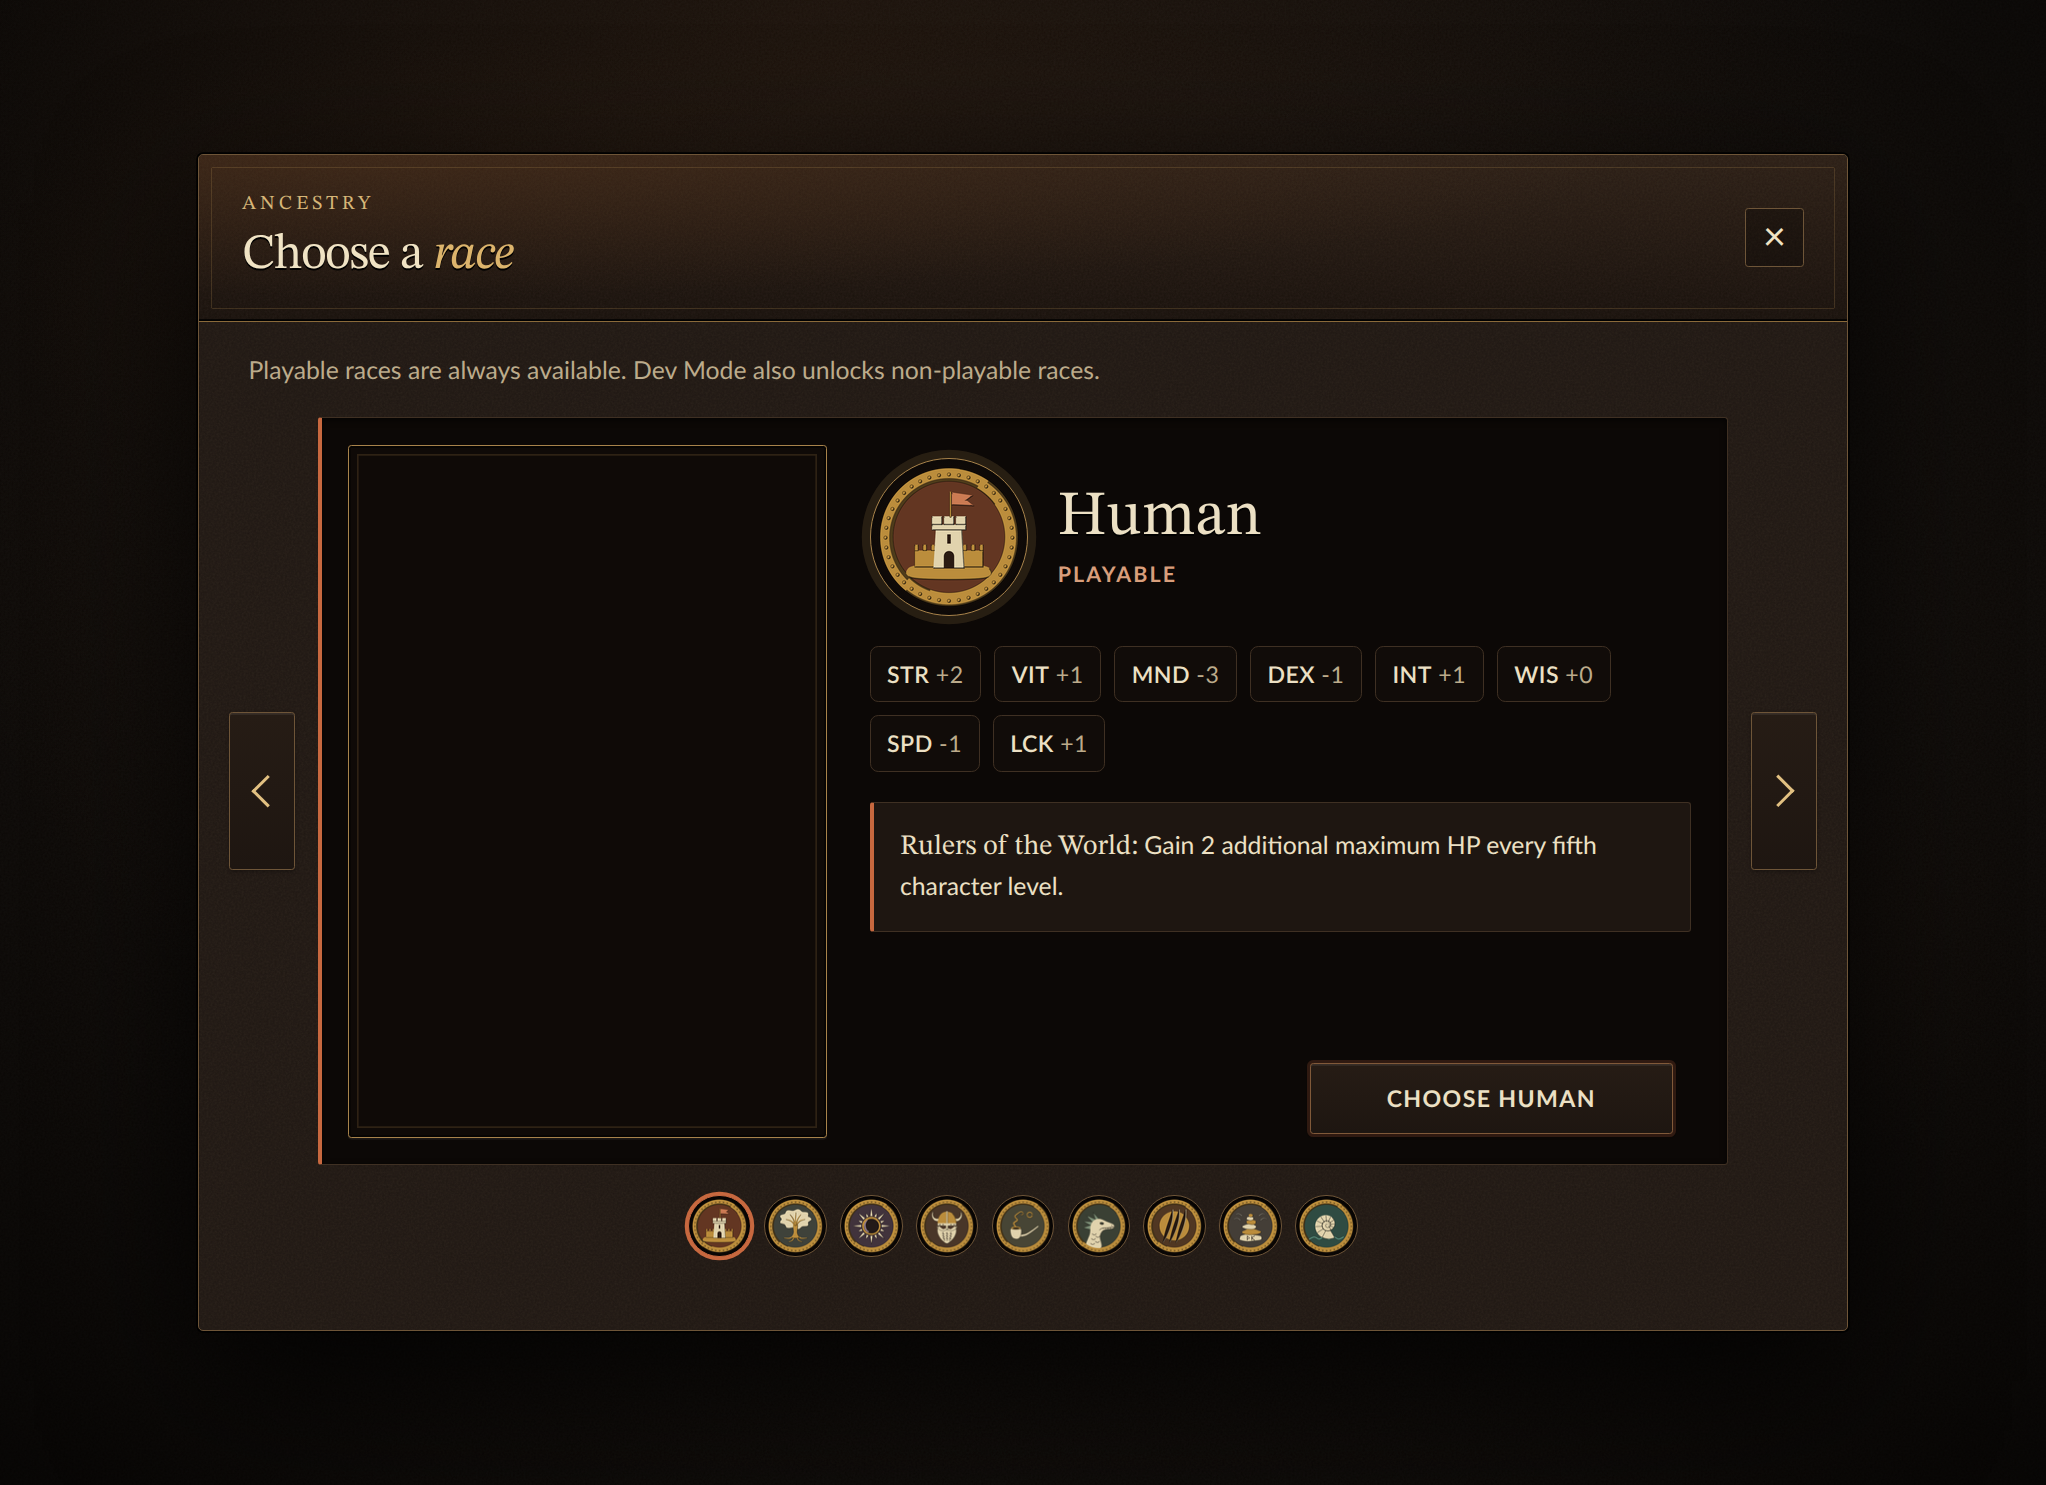 ANCESTRY
Choose a race
Playable races are always available. Dev Mode also unlocks non-playable races.
Human
PLAYABLE
STR +2 VIT +1 MND -3 DEX -1 INT +1 WIS +0
SPD -1 LCK +1
Rulers of the World: Gain 2 additional maximum HP every fifth
character level.
CHOOSE HUMAN